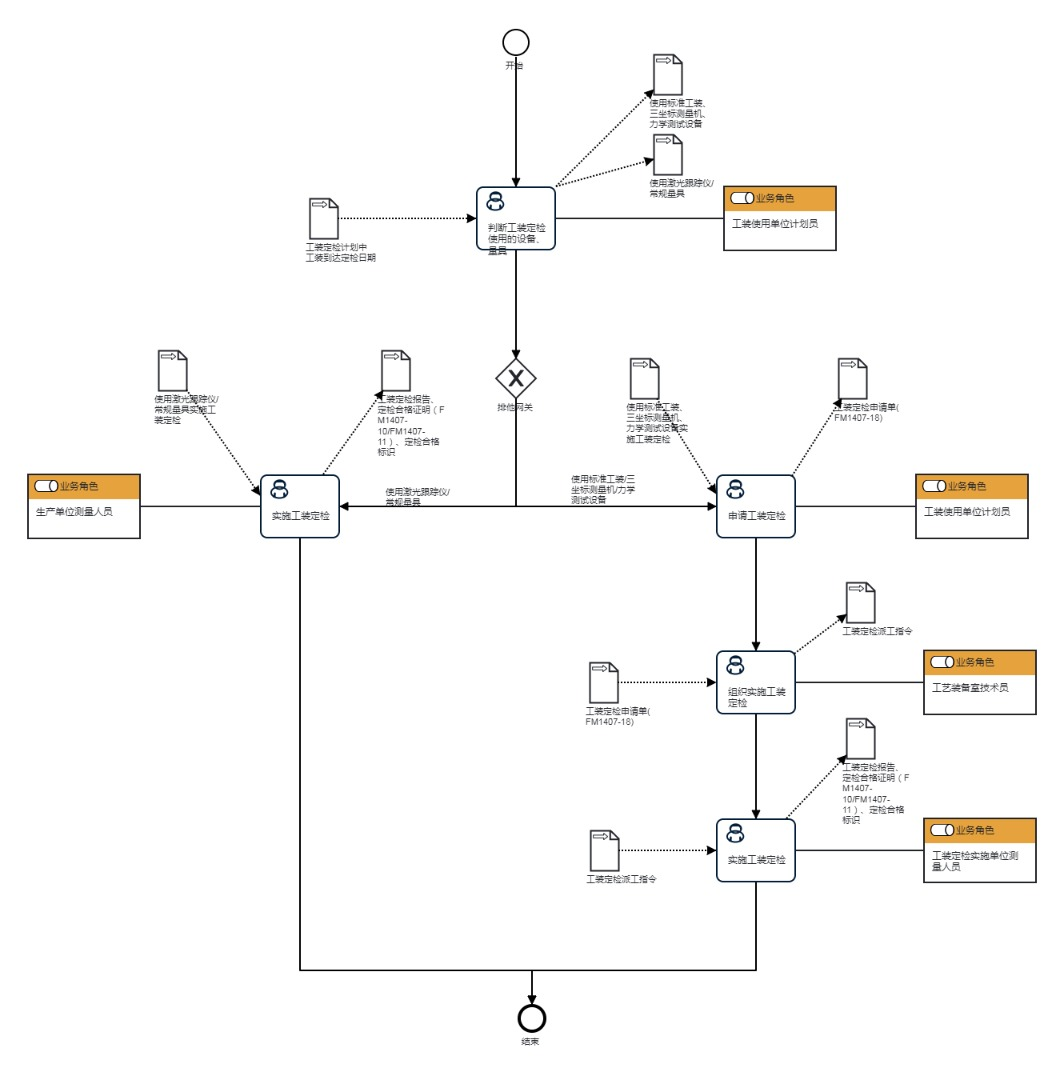 开始
使用标准工装、
三坐标测量机、
力学测试设备
使用激光跟踪仪/
常规量具
业务角色
工装使用单位计划员
判断工装定检
使用的设备、
量具
工装定检计划中
工装到达定检日期
排他网关
使用激光跟踪仪/
常规量具实施工
装定检
工装定检报告、
定检合格证明（F
M1407-
10/FM1407-
11）、定检合格
标识
使用标准工装、
三坐标测量机、
力学测试设备实
施工装定检
工装定检申请单(
FM1407-18)
业务角色
生产单位测量人员
实施工装定检
使用激光跟踪仪/
常规量具
使用标准工装/三
坐标测量机/力学
测试设备
申请工装定检
业务角色
工装使用单位计划员
工装定检派工指令
工装定检申请单(
FM1407-18)
组织实施工装
定检
业务角色
工艺装备室技术员
工装定检报告、
定检合格证明（F
M1407-
10/FM1407-
11）、定检合格
标识
工装定检派工指令
实施工装定检
业务角色
工装定检实施单位测
量人员
结束